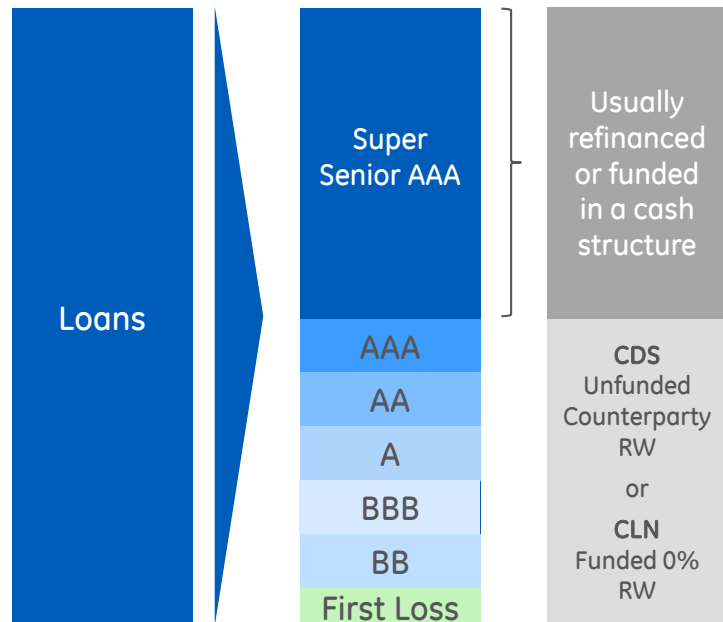 Loans
Super
Senior AAA
AAA
AA
A
BBB
BB
First Loss
Usually
refinanced
or funded
in a cash
structure
CDS
Unfunded
Counterparty
RW
or
CLN
Funded 0%
RW